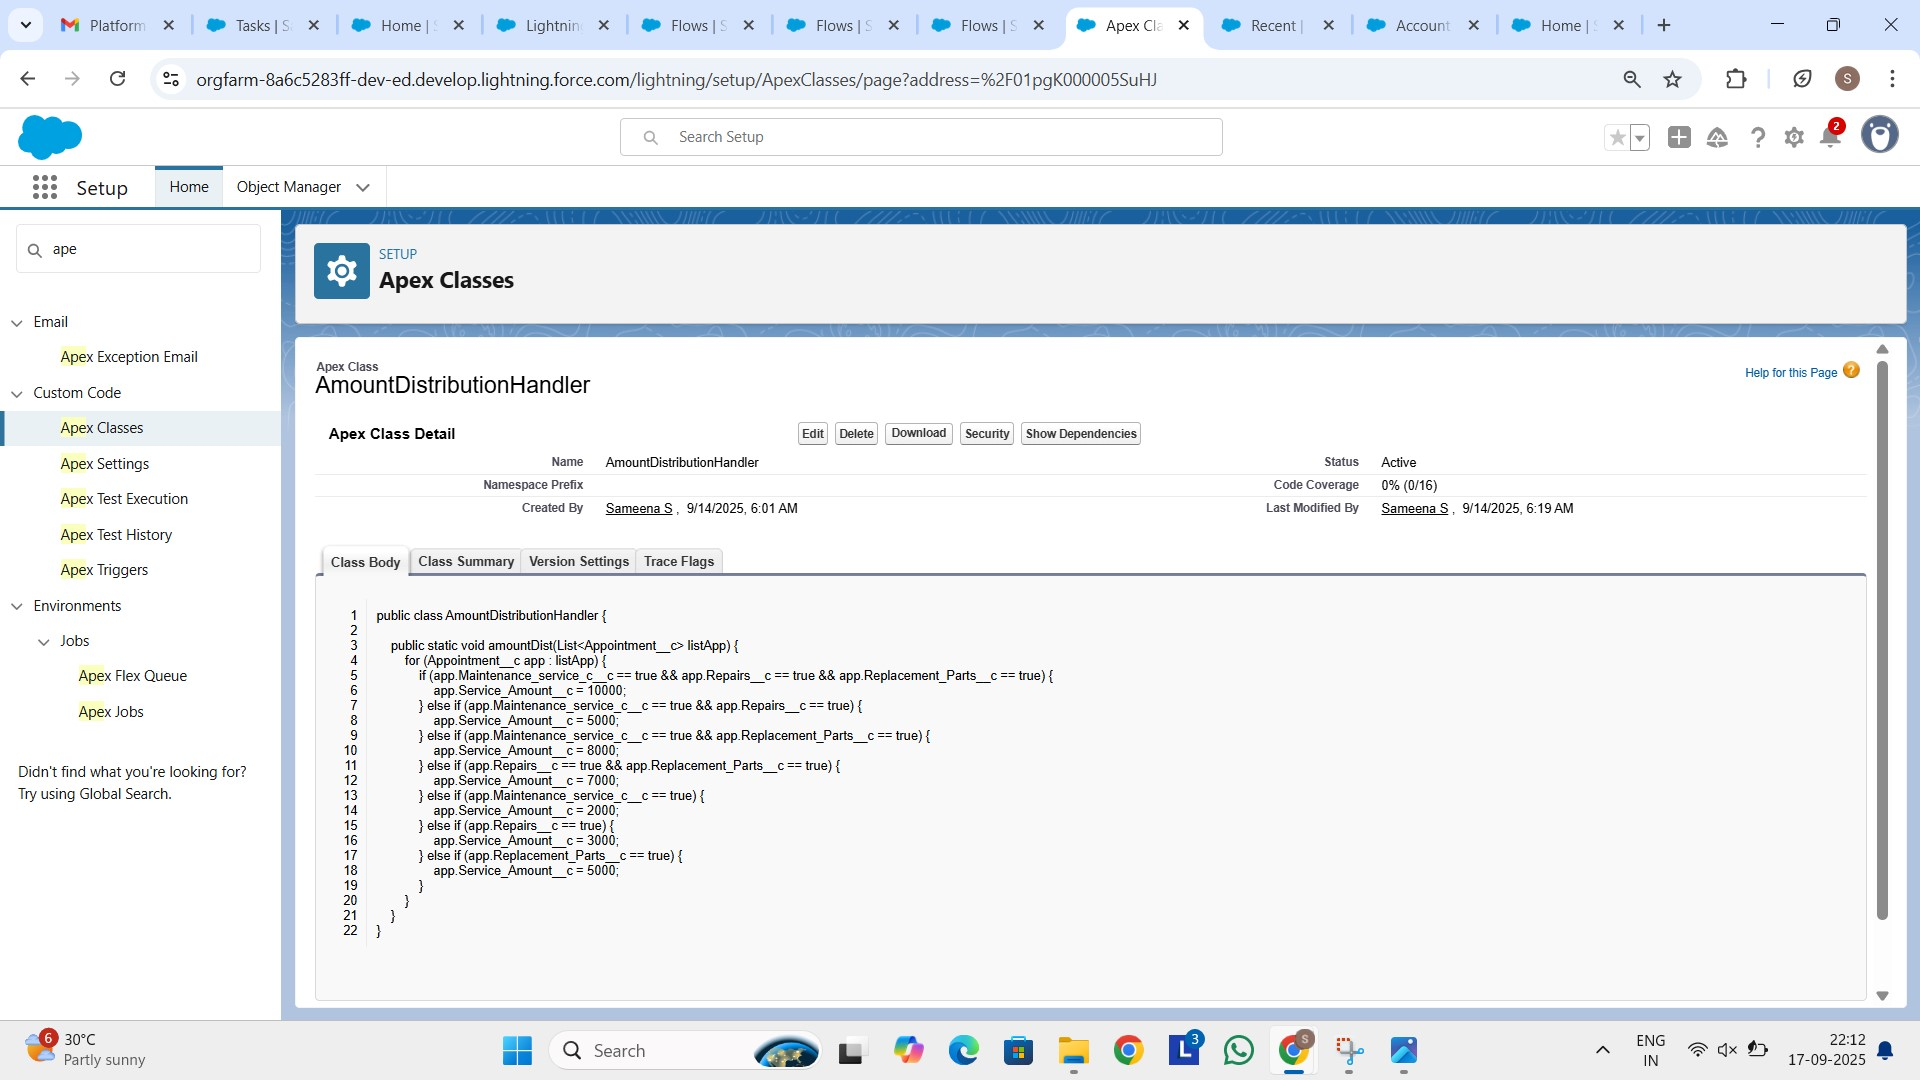 Platform
Tasks | S
Home | S
Lightnin
Flows | S
Flows | S
Flows | S
Apex Cla
Recent |
Account
Home | S
orgfarm-8a6c5283ff-dev-ed.develop.lightning.force.com/lightning/setup/ApexClasses/page?address=%2F01pgK000005SuHJ
S
Search Setup
2
Setup
Home
Object Manager
ape
SETUP
Apex Classes
Email
Apex Exception Email
Custom Code
Apex Classes
Apex Settings
Apex Test Execution
Apex Test History
Apex Triggers
Environments
Jobs
Apex Flex Queue
Apex Jobs
Didn't find what you're looking for?
Try using Global Search.
Apex Class
AmountDistributionHandler
Help for this Page ?
Apex Class Detail
Edit Delete Download Security Show Dependencies
Name AmountDistributionHandler Status Active
Namespace Prefix Code Coverage 0% (0/16)
Created By Sameena S , 9/14/2025, 6:01 AM Last Modified By Sameena S , 9/14/2025, 6:19 AM
Class Body Class Summary Version Settings Trace Flags
1 public class AmountDistributionHandler {
2
3 public static void amountDist(List<Appointment__c> listApp) {
4 for (Appointment__c app : listApp) {
5 if (app.Maintenance_service_c__c == true && app.Repairs__c == true && app.Replacement_Parts__c == true) {
6 app.Service_Amount__c = 10000;
7 } else if (app.Maintenance_service_c__c == true && app.Repairs__c == true) {
8 app.Service_Amount__c = 5000;
9 } else if (app.Maintenance_service_c__c == true && app.Replacement_Parts__c == true) {
10 app.Service_Amount__c = 8000;
11 } else if (app.Repairs__c == true && app.Replacement_Parts__c == true) {
12 app.Service_Amount__c = 7000;
13 } else if (app.Maintenance_service_c__c == true) {
14 app.Service_Amount__c = 2000;
15 } else if (app.Repairs__c == true) {
16 app.Service_Amount__c = 3000;
17 } else if (app.Replacement_Parts__c == true) {
18 app.Service_Amount__c = 5000;
19 }
20 }
21 }
22 }
6
30°C
Partly sunny
Search
L 3
S
ENG
IN
22:12
17-09-2025